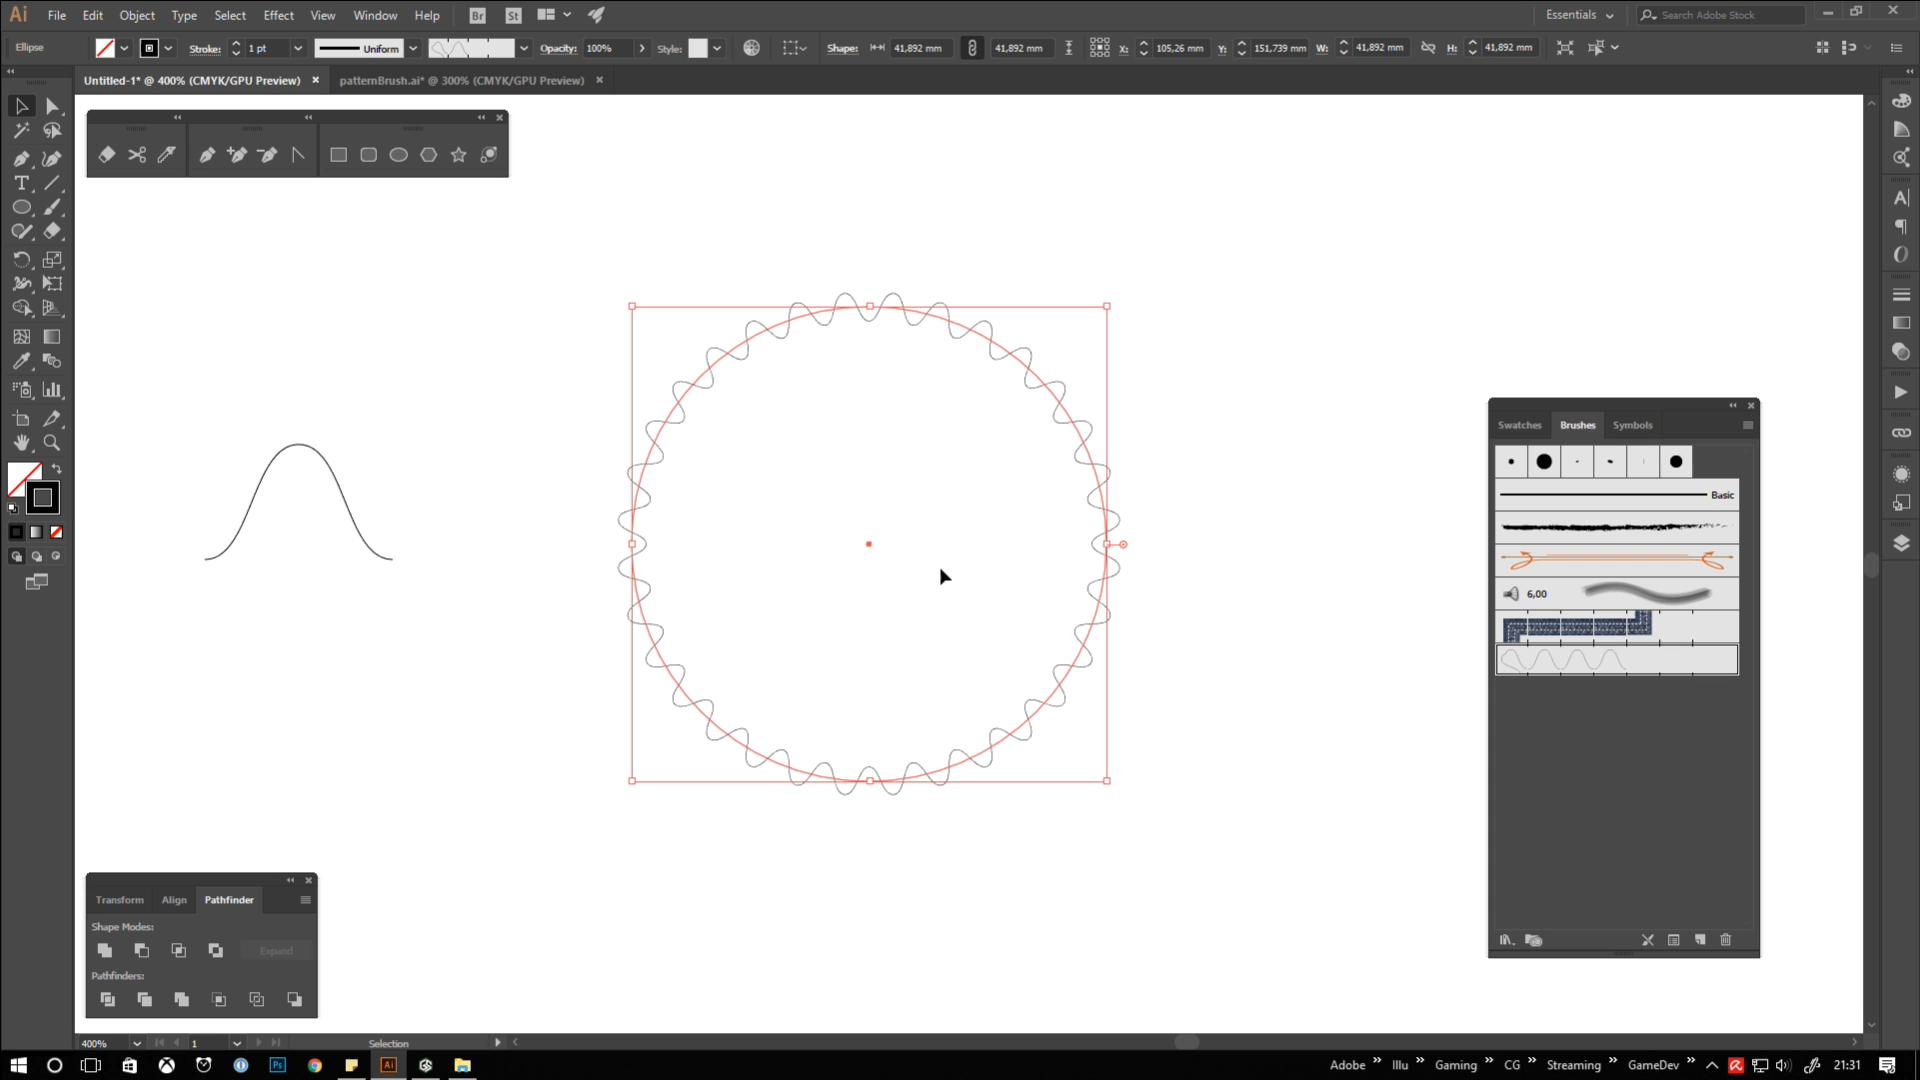 Ai File Edit Object Type Select Effect View Window Help Br St Essentials Search Adobe Stock
Ellipse Stroke: 1 pt Uniform Opacity: 100% Style: Shape: 41,892 mm 41,892 mm X: 105,26 mm Y: 151,739 mm W: 41,892 mm H: 41,892 mm
Untitled-1* @ 400% (CMYK/GPU Preview) × patternBrush.ai* @ 300% (CMYK/GPU Preview) ×
Swatches Brushes Symbols
Basic
6,00
Transform Align Pathfinder
Shape Modes:
Expand
Pathfinders:
400% 1 Selection
Ps Ai Adobe » Illu » Gaming » CG » Streaming » GameDev » 21:31